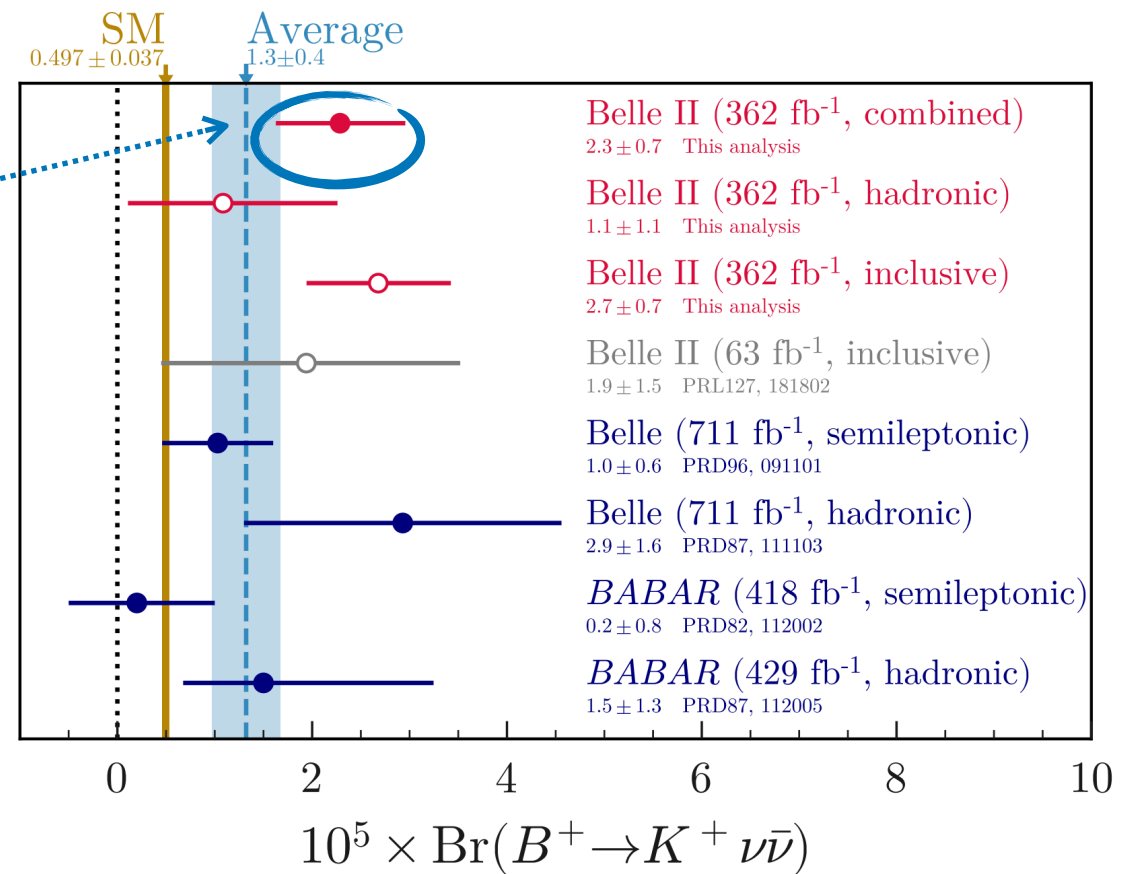 SM
0.497 ± 0.037
Average
1.3±0.4
Belle II (362 fb⁻¹, combined)
2.3 ± 0.7 This analysis
Belle II (362 fb⁻¹, hadronic)
1.1 ± 1.1 This analysis
Belle II (362 fb⁻¹, inclusive)
2.7 ± 0.7 This analysis
Belle II (63 fb⁻¹, inclusive)
1.9 ± 1.5 PRL127, 181802
Belle (711 fb⁻¹, semileptonic)
1.0 ± 0.6 PRD96, 091101
Belle (711 fb⁻¹, hadronic)
2.9 ± 1.6 PRD87, 111103
BABAR (418 fb⁻¹, semileptonic)
0.2 ± 0.8 PRD82, 112002
BABAR (429 fb⁻¹, hadronic)
1.5 ± 1.3 PRD87, 112005
0 2 4 6 8 10
10⁵ × Br(B⁺→K⁺νν̄)